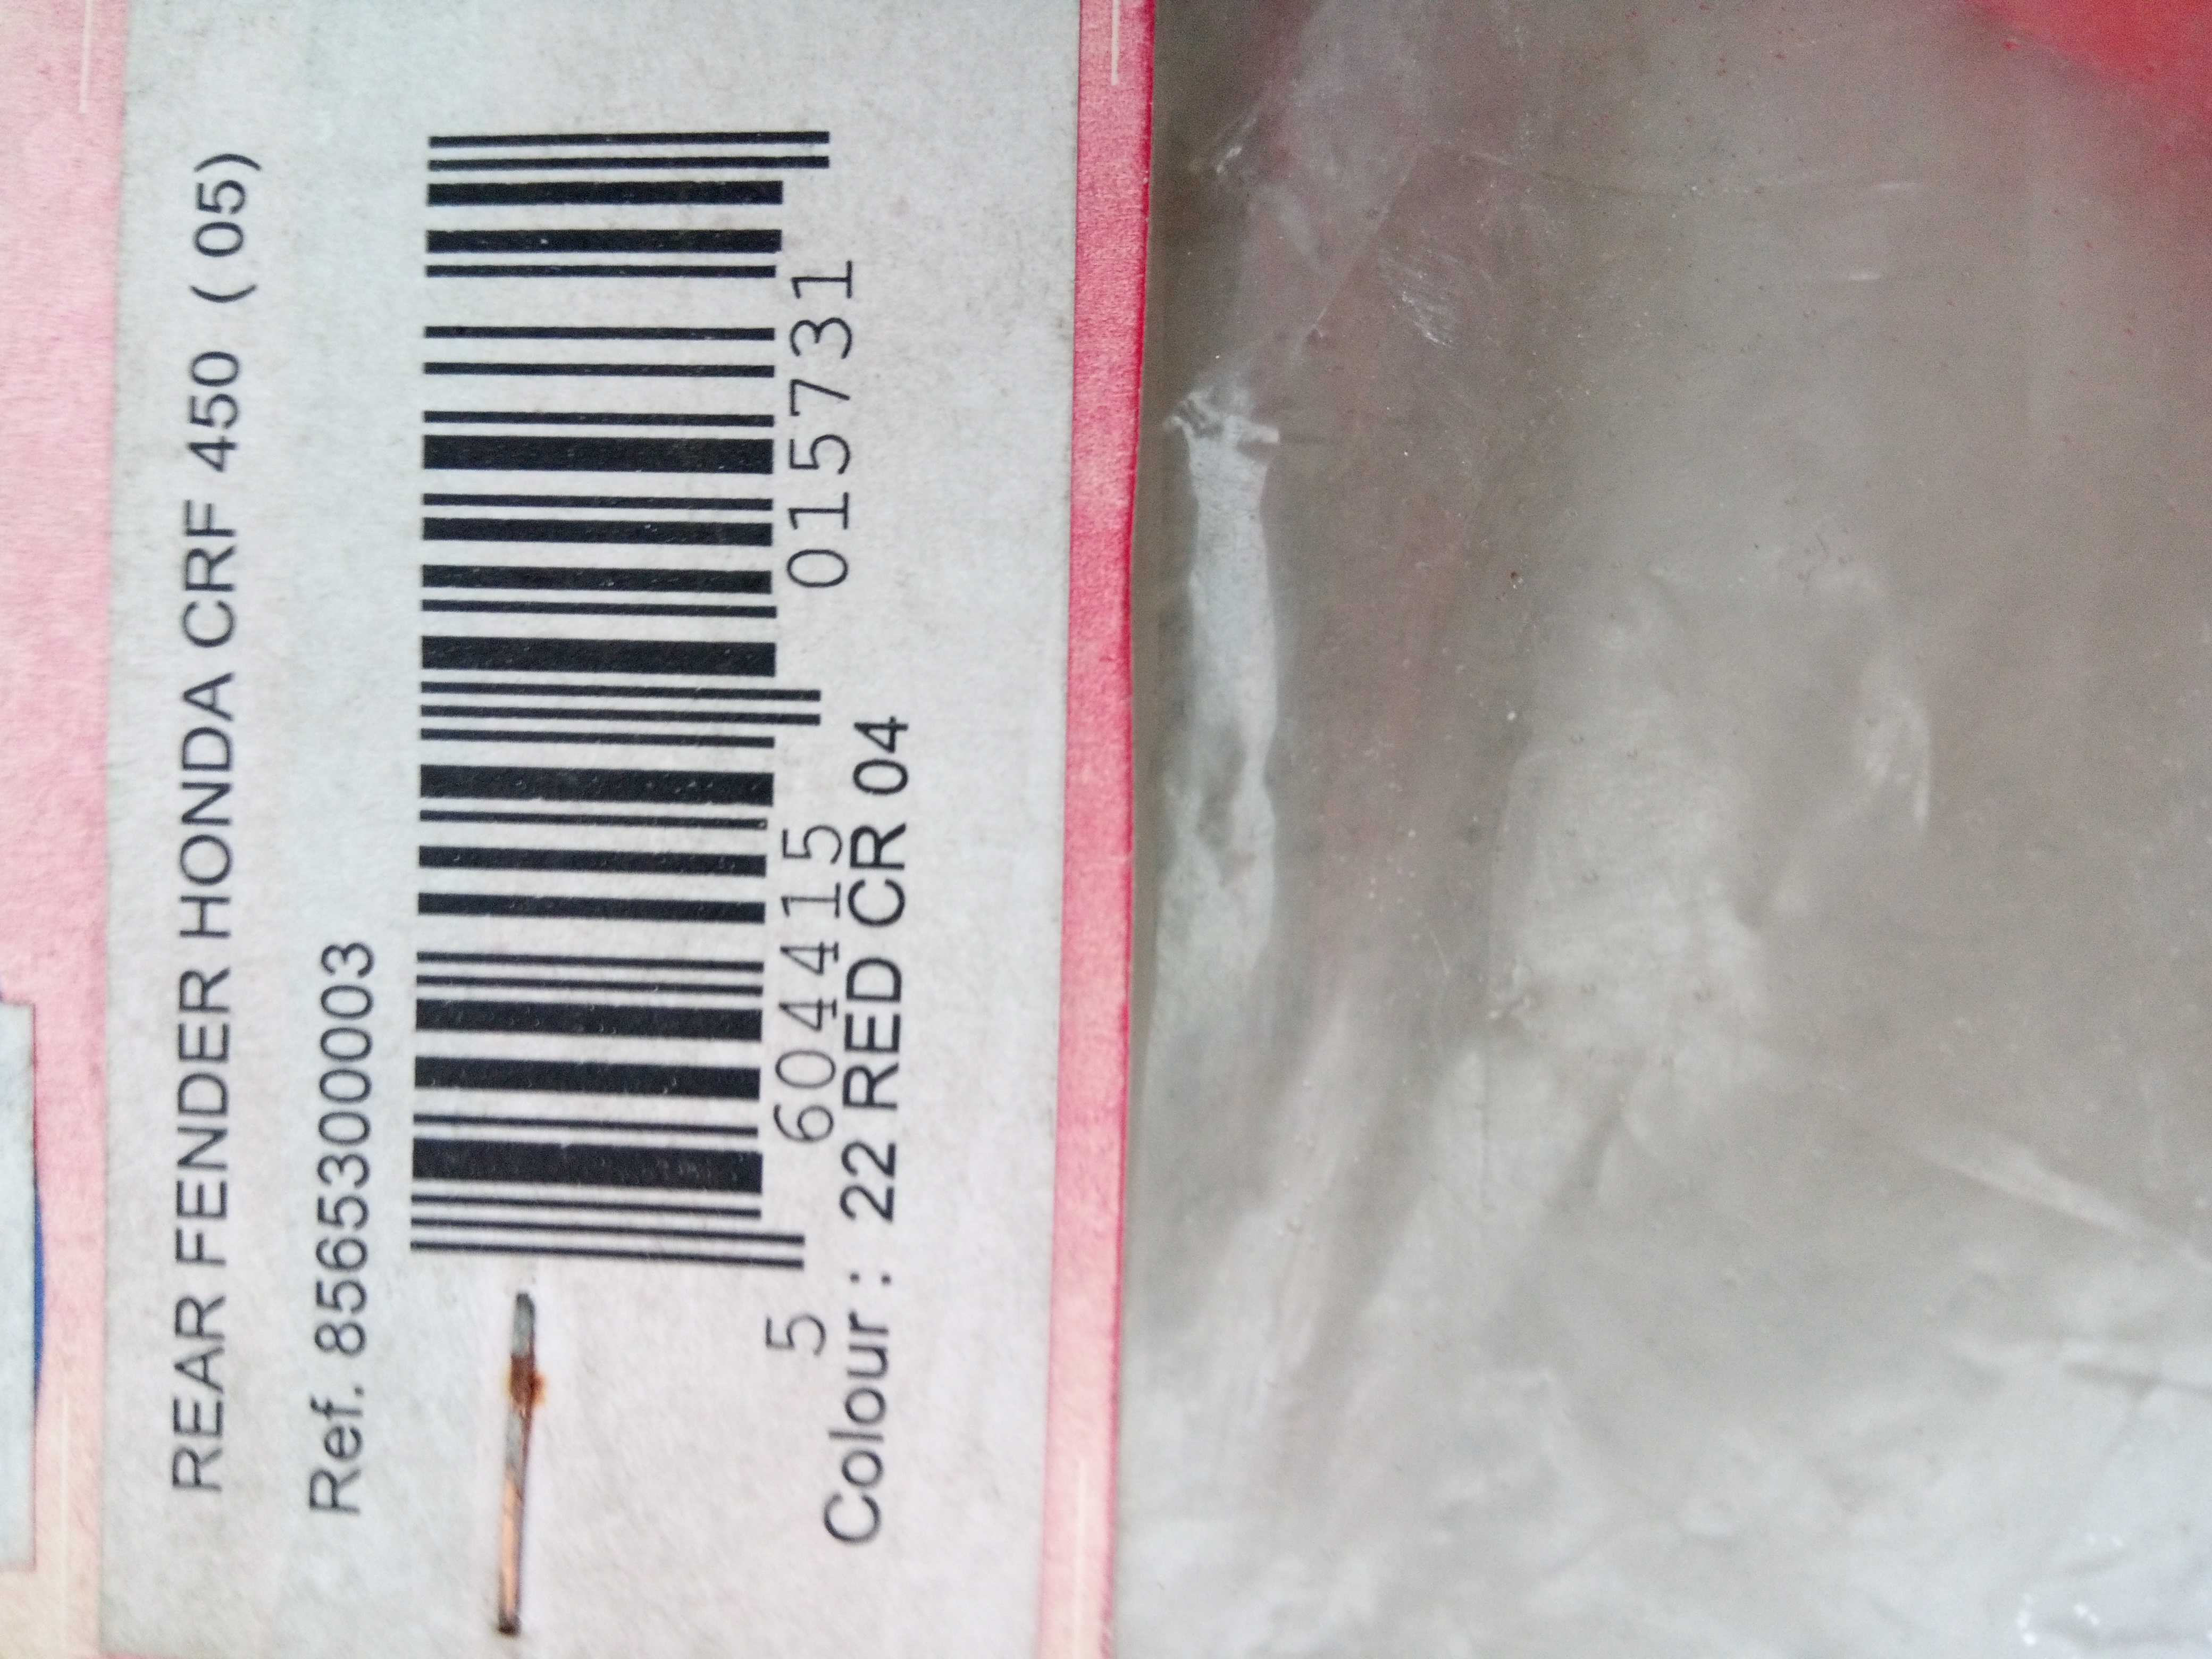 REAR FENDER HONDA CRF 450 ( 05)
Ref. 8565300003
5 604415 015731
Colour : 22 RED CR 04